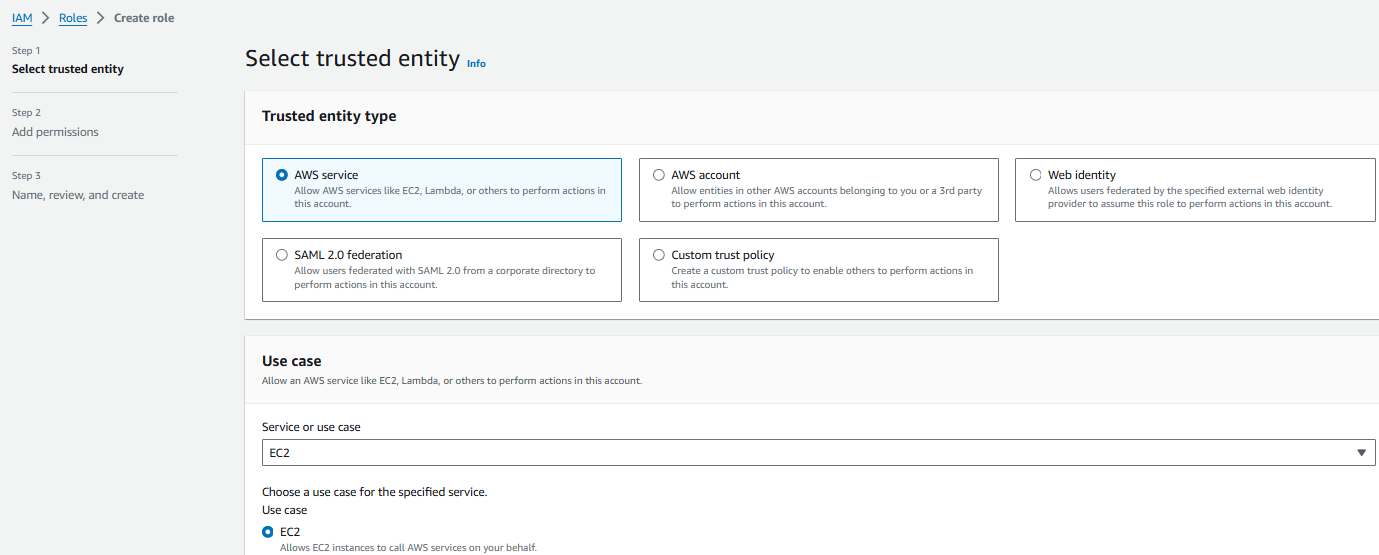 IAM > Roles > Create role
Step 1
Select trusted entity
Step 2
Add permissions
Step 3
Name, review, and create
Select trusted entity Info
Trusted entity type
AWS service
Allow AWS services like EC2, Lambda, or others to perform actions in
this account.
AWS account
Allow entities in other AWS accounts belonging to you or a 3rd party
to perform actions in this account.
Web identity
Allows users federated by the specified external web identity
provider to assume this role to perform actions in this account.
SAML 2.0 federation
Allow users federated with SAML 2.0 from a corporate directory to
perform actions in this account.
Custom trust policy
Create a custom trust policy to enable others to perform actions in
this account.
Use case
Allow an AWS service like EC2, Lambda, or others to perform actions in this account.
Service or use case
EC2
Choose a use case for the specified service.
Use case
EC2
Allows EC2 instances to call AWS services on your behalf.